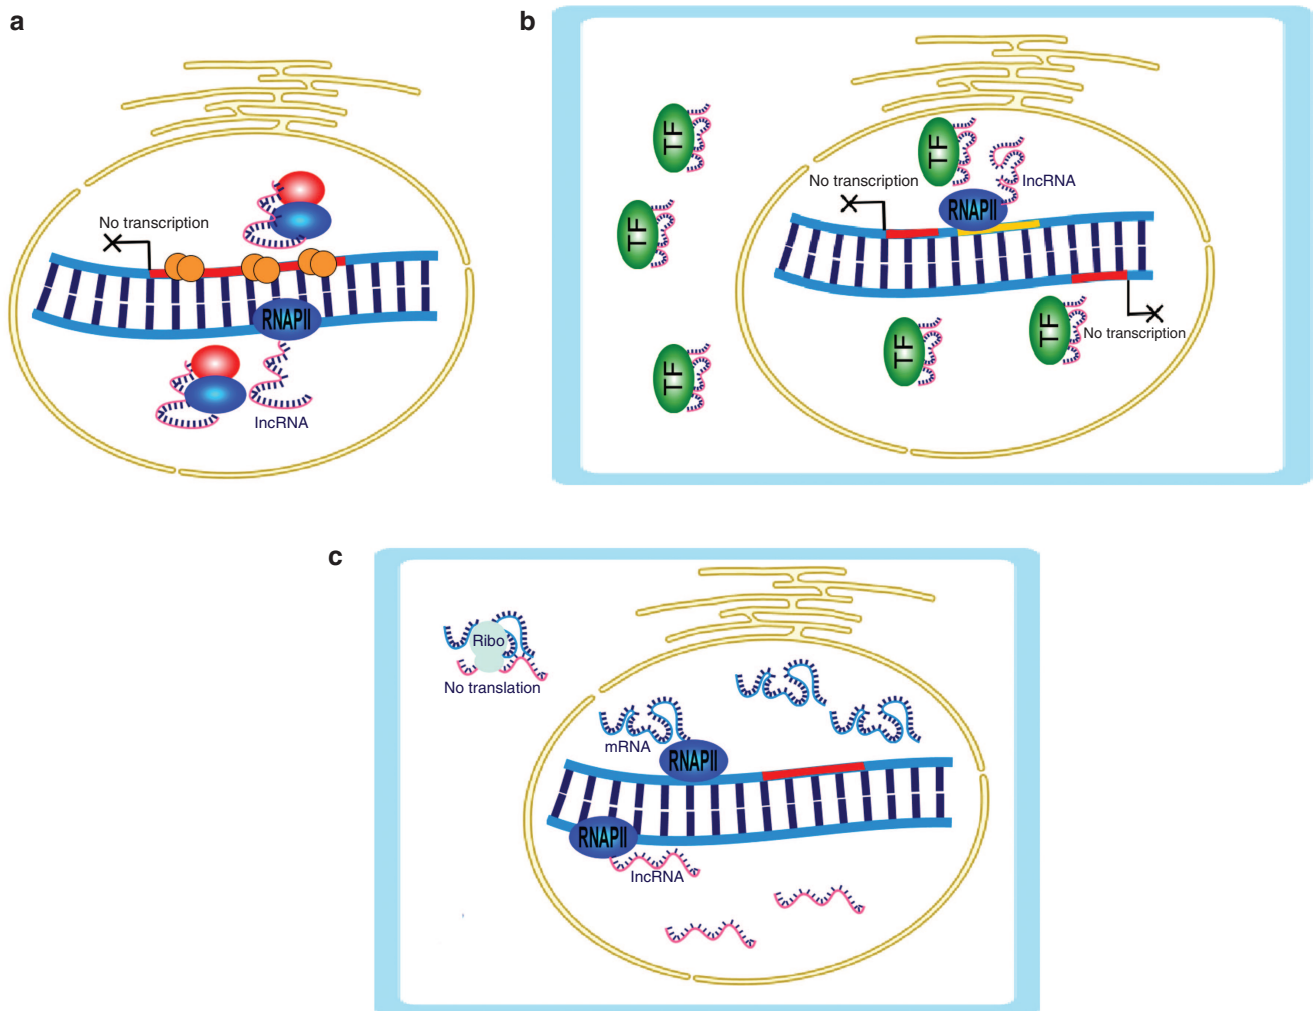 a
No transcription
RNAPII
lncRNA
b
TF
TF
TF
TF
No transcription
lncRNA
RNAPII
TF
TF
No transcription
c
Ribo
No translation
mRNA
RNAPII
RNAPII
lncRNA